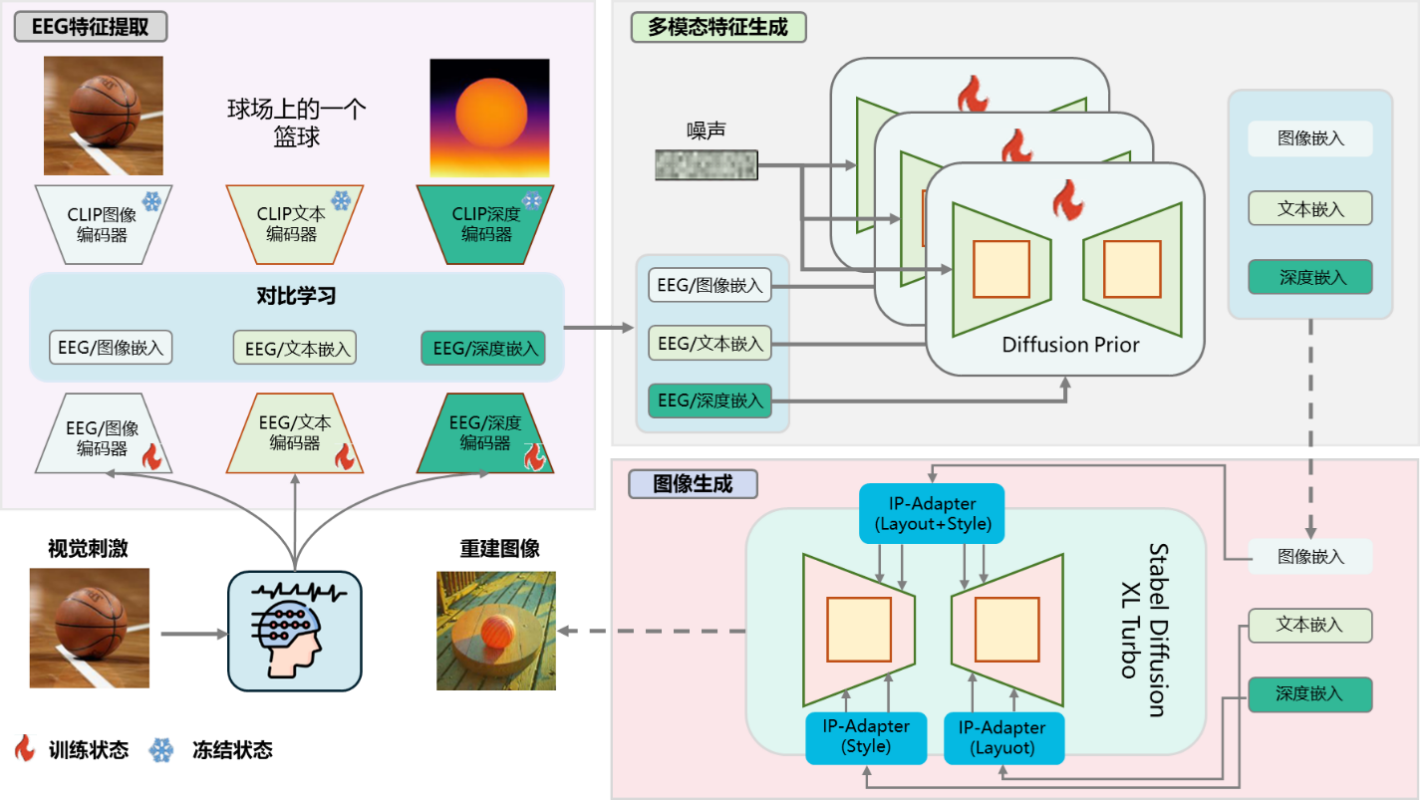 EEG特征提取
球场上的一个
篮球
CLIP图像
编码器
CLIP文本
编码器
CLIP深度
编码器
对比学习
EEG/图像嵌入
EEG/文本嵌入
EEG/深度嵌入
EEG/图像
编码器
EEG/文本
编码器
EEG/深度
编码器
视觉刺激
重建图像
训练状态
冻结状态
多模态特征生成
噪声
EEG/图像嵌入
EEG/文本嵌入
EEG/深度嵌入
Diffusion Prior
图像嵌入
文本嵌入
深度嵌入
图像生成
IP-Adapter
(Layout+Style)
Stabel Diffusion
XL Turbo
IP-Adapter
(Style)
IP-Adapter
(Layuot)
图像嵌入
文本嵌入
深度嵌入